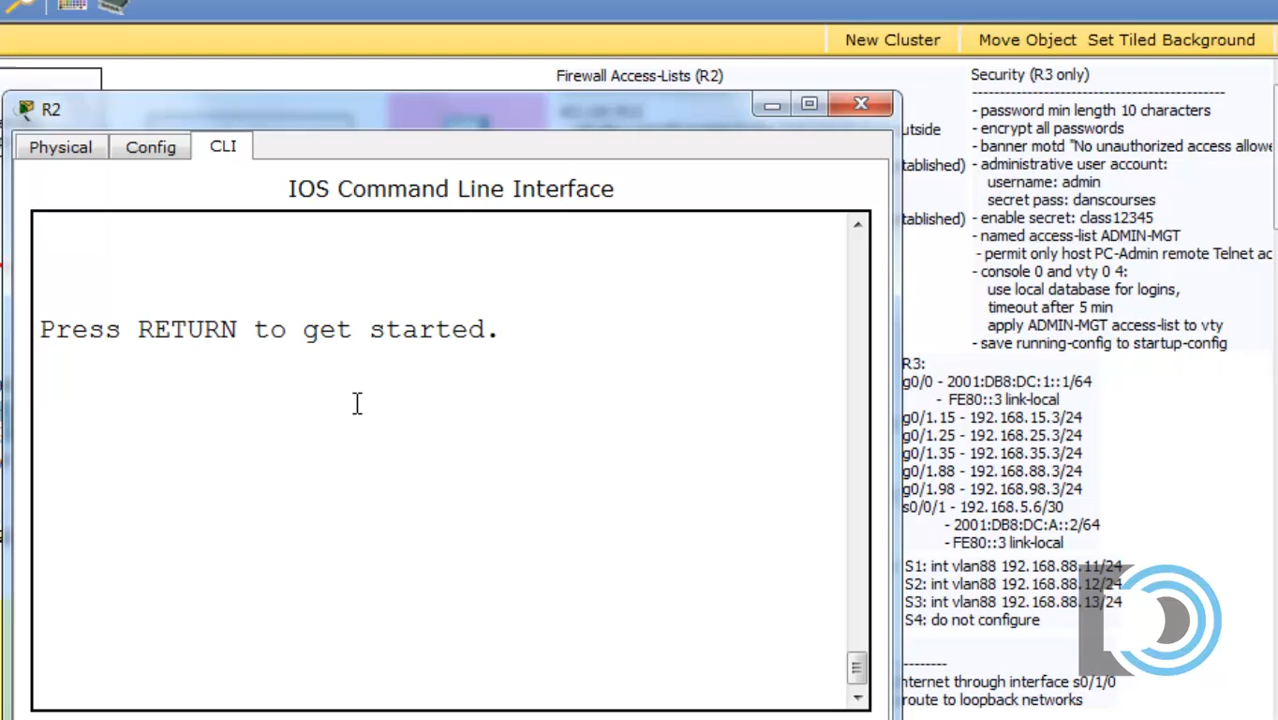 New Cluster
Move Object
Set Tiled Background
Firewall Access-Lists (R2)
R2
Physical
Config
CLI
IOS Command Line Interface
Press RETURN to get started.
utside
tablished)
tablished)
Security (R3 only)
----------------------------------------
- password min length 10 characters
- encrypt all passwords
- banner motd "No unauthorized access allowe
- administrative user account:
username: admin
secret pass: danscourses
- enable secret: class12345
- named access-list ADMIN-MGT
- permit only host PC-Admin remote Telnet ac
- console 0 and vty 0 4:
use local database for logins,
timeout after 5 min
apply ADMIN-MGT access-list to vty
- save running-config to startup-config
R3:
g0/0 - 2001:DB8:DC:1::1/64
- FE80::3 link-local
g0/1.15 - 192.168.15.3/24
g0/1.25 - 192.168.25.3/24
g0/1.35 - 192.168.35.3/24
g0/1.88 - 192.168.88.3/24
g0/1.98 - 192.168.98.3/24
s0/0/1 - 192.168.5.6/30
- 2001:DB8:DC:A::2/64
- FE80::3 link-local
S1: int vlan88 192.168.88.11/24
S2: int vlan88 192.168.88.12/24
S3: int vlan88 192.168.88.13/24
S4: do not configure
--------
nternet through interface s0/1/0
route to loopback networks